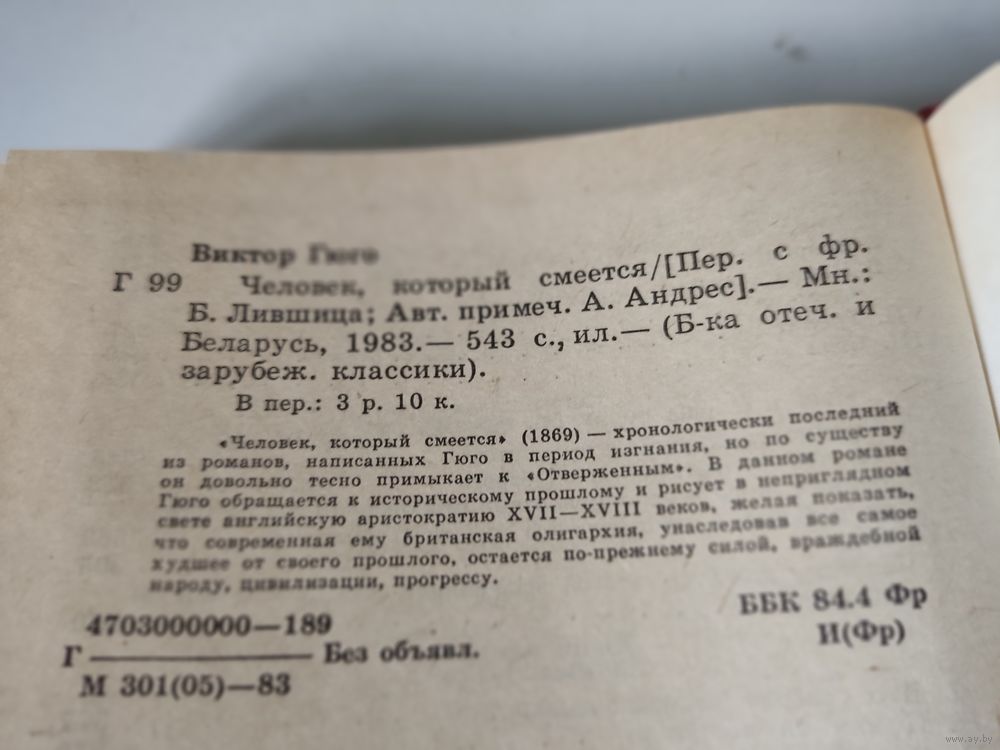 Виктор Гюго
Г 99 Человек, который смеется/[Пер. с фр.
Б. Лившица; Авт. примеч. А. Андрес].— Мн.:
Беларусь, 1983.— 543 с., ил.— (Б-ка отеч. и
зарубеж. классики).
В пер.: 3 р. 10 к.
«Человек, который смеется» (1869) — хронологически последний
из романов, написанных Гюго в период изгнания, но по существу
он довольно тесно примыкает к «Отверженным». В данном романе
Гюго обращается к историческому прошлому и рисует в неприглядном
свете английскую аристократию XVII—XVIII веков, желая показать,
что современная ему британская олигархия, унаследовав все самое
худшее от своего прошлого, остается по-прежнему силой, враждебной
народу, цивилизации, прогрессу.
4703000000—189
Г ———— Без объявл.
М 301(05)—83
ББК 84.4 Фр
И(Фр)
www.ay.by